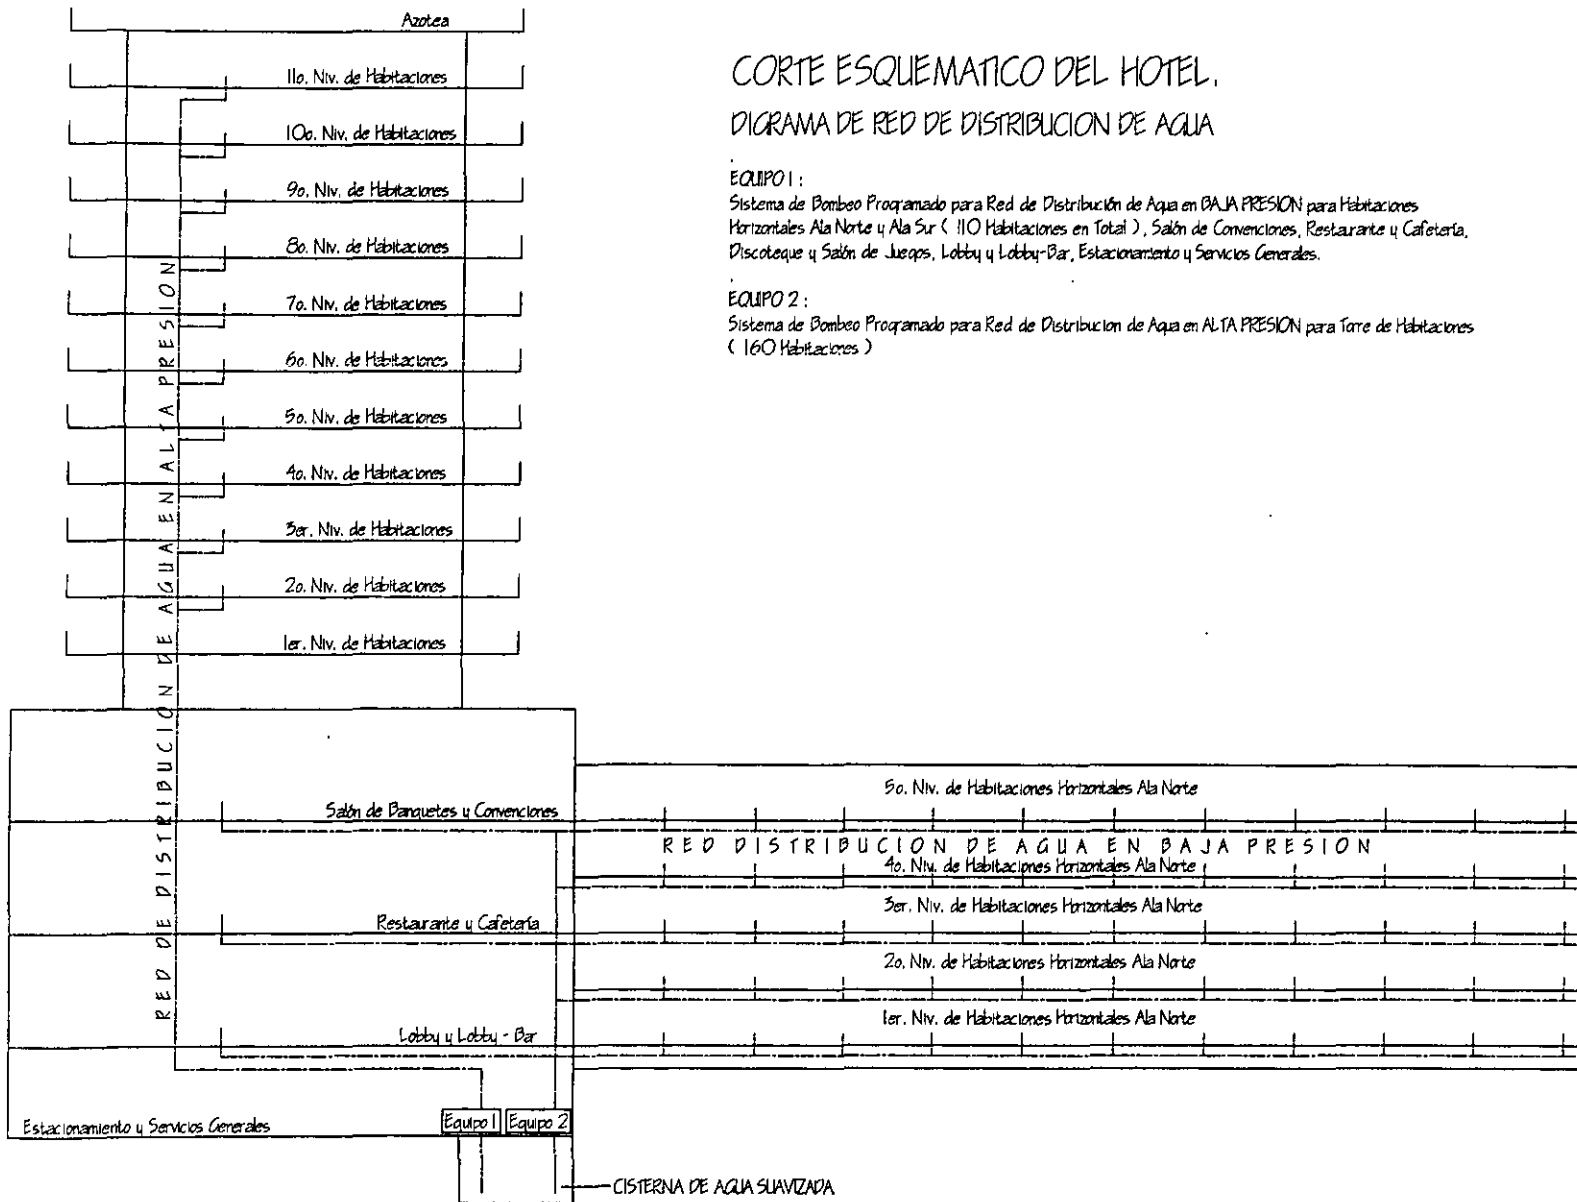 Azotea
11o. Niv. de Habitaciones
10o. Niv. de Habitaciones
9o. Niv. de Habitaciones
8o. Niv. de Habitaciones
7o. Niv. de Habitaciones
6o. Niv. de Habitaciones
5o. Niv. de Habitaciones
4o. Niv. de Habitaciones
3er. Niv. de Habitaciones
2o. Niv. de Habitaciones
1er. Niv. de Habitaciones
RED DE DISTRIBUCION DE AGUA EN ALTA PRESION
CORTE ESQUEMATICO DEL HOTEL.
DIGRAMA DE RED DE DISTRIBUCION DE AGUA
EQUIPO 1 :
Sistema de Bombeo Programado para Red de Distribución de Agua en BAJA PRESION para Habitaciones
Horizontales Ala Norte y Ala Sur ( 110 Habitaciones en Total ), Salón de Convenciones, Restaurante y Cafetería,
Discoteque y Salón de Juegos, Lobby y Lobby-Bar, Estacionamiento y Servicios Generales.
EQUIPO 2 :
Sistema de Bombeo Programado para Red de Distribucion de Agua en ALTA PRESION para Torre de Habitaciones
( 160 Habitaciones )
Salón de Banquetes y Convenciones
Restaurante y Cafetería
Lobby y Lobby - Bar
Estacionamiento y Servicios Generales
Equipo 1
Equipo 2
5o. Niv. de Habitaciones Horizontales Ala Norte
RED DISTRIBUCION DE AGUA EN BAJA PRESION
4o. Niv. de Habitaciones Horizontales Ala Norte
3er. Niv. de Habitaciones Horizontales Ala Norte
2o. Niv. de Habitaciones Horizontales Ala Norte
1er. Niv. de Habitaciones Horizontales Ala Norte
CISTERNA DE AGUA SUAVIZADA